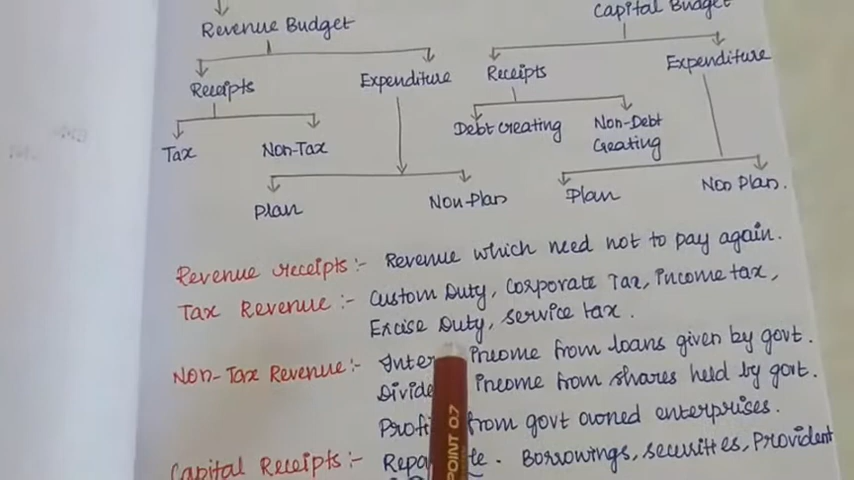 Capital Budget
Revenue Budget
Receipts Expenditure Receipts Expenditure
Tax Non-Tax Debt creating Non-Debt
Creating
Plan Non-Plan Plan Non Plan.
Revenue receipts :- Revenue which need not to pay again.
Tax Revenue :- Custom Duty, Corporate Tax, income tax,
Excise Duty, service tax.
Non-Tax Revenue :- income from loans given by govt.
income from shares held by govt.
from govt owned enterprises.
Capital Receipts :- Borrowings, securities, Provident
POINT 0.7